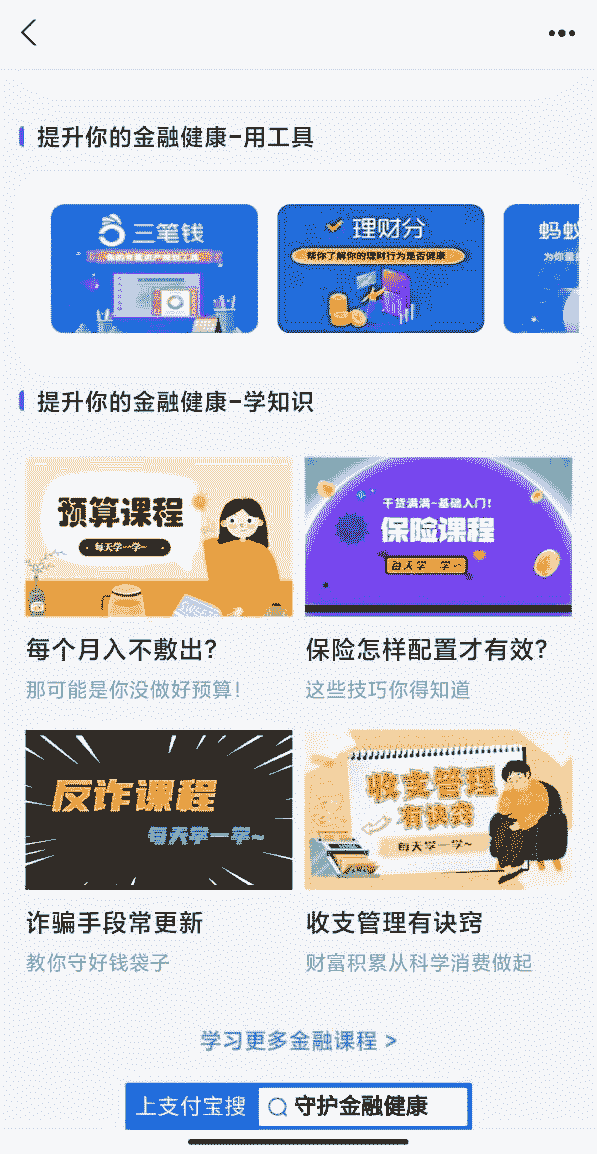 提升你的金融健康-用工具
三笔钱
理财分
帮你了解你的理财行为是否健康
蚂蚁
提升你的金融健康-学知识
预算课程
每天学一学~
干货满满~基础入门!
保险课程
每天学一学~
每个月入不敷出?
那可能是你没做好预算!
保险怎样配置才有效?
这些技巧你得知道
反诈课程
每天学一学~
收支管理
有诀窍
每天学一学~
诈骗手段常更新
教你守好钱袋子
收支管理有诀窍
财富积累从科学消费做起
学习更多金融课程 >
上支付宝搜
守护金融健康